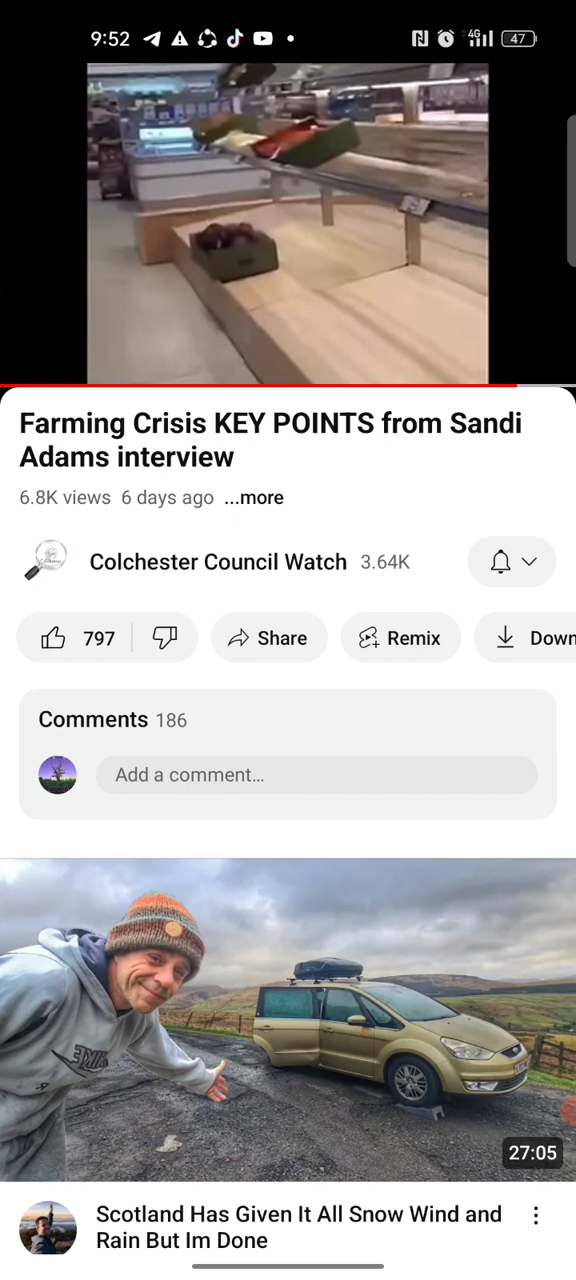 9:52
4G
47
Farming Crisis KEY POINTS from Sandi
Adams interview
6.8K views 6 days ago ...more
Colchester Council Watch 3.64K
797 Share Remix Down
Comments 186
Add a comment...
27:05
Scotland Has Given It All Snow Wind and
Rain But Im Done